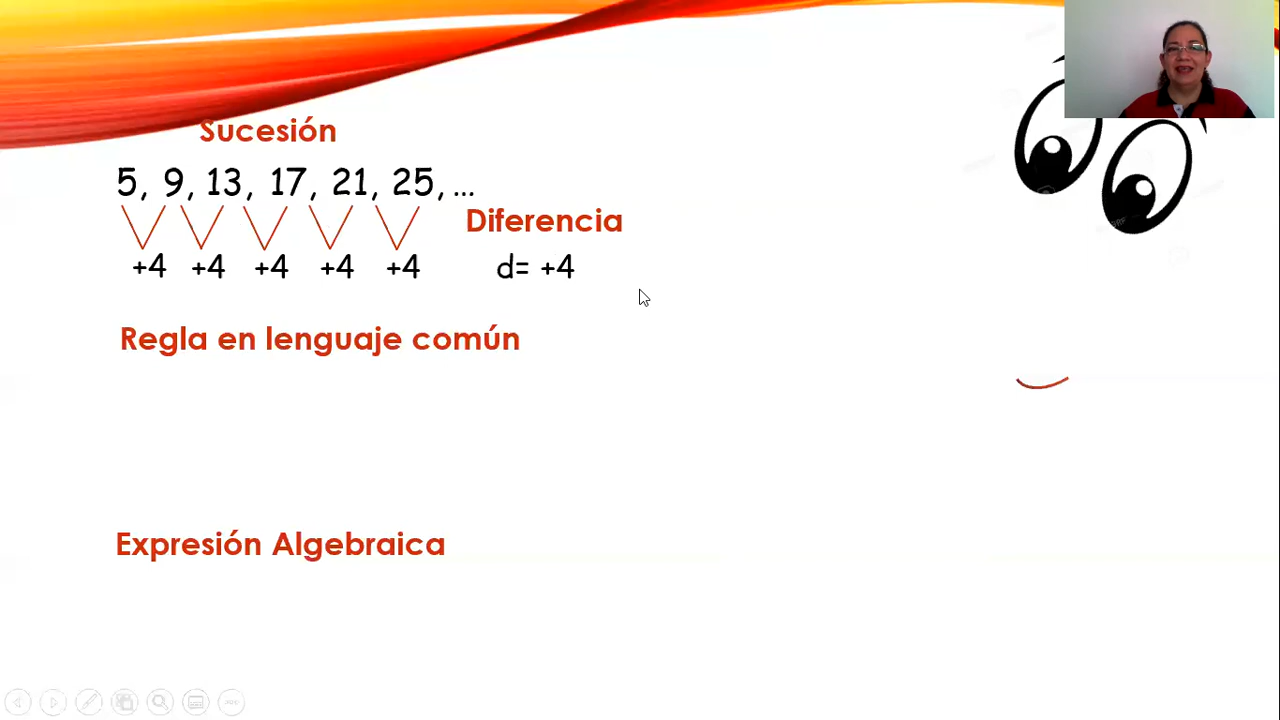 Sucesión
5, 9, 13, 17, 21, 25, ...
Diferencia
+4 +4 +4 +4 +4 d= +4
Regla en lenguaje común
Expresión Algebraica